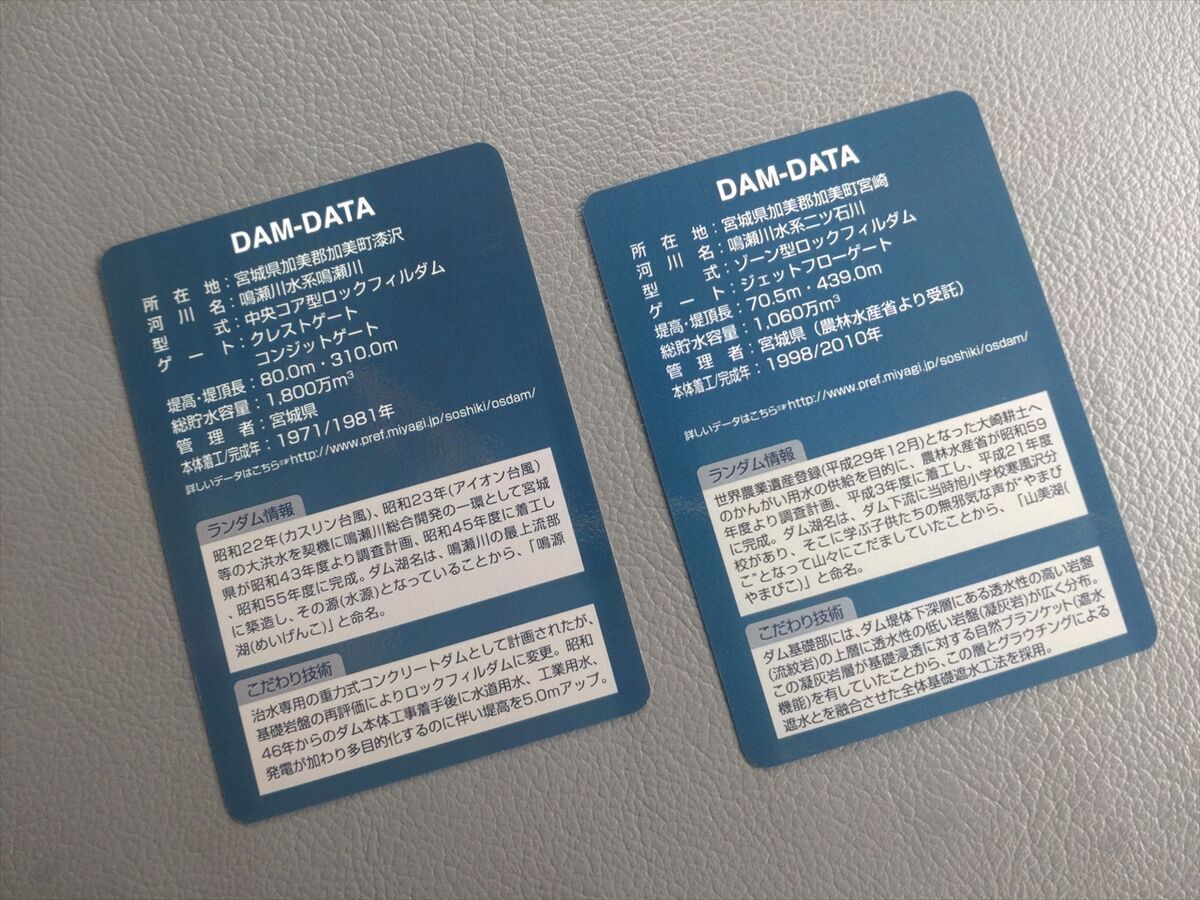 DAM-DATA
所在地：宮城県加美郡加美町漆沢
河川名：鳴瀬川水系鳴瀬川
型式：中央コア型ロックフィルダム
ゲート：クレストゲート
コンジットゲート
堤高・堤頂長：80.0m・310.0m
総貯水容量：1,800万m³
管理者：宮城県
本体着工/完成年：1971/1981年
詳しいデータはこちら☞http://www.pref.miyagi.jp/soshiki/osdam/
ランダム情報
昭和22年(カスリン台風)、昭和23年(アイオン台風)
等の大洪水を契機に鳴瀬川総合開発の一環として宮城
県が昭和43年度より調査計画、昭和45年度に着工し
、昭和55年度に完成。ダム湖名は、鳴瀬川の最上流部
に築造し、その源(水源)となっていることから、「鳴源
湖(めいげんこ)」と命名。
こだわり技術
治水専用の重力式コンクリートダムとして計画されたが、
基礎岩盤の再評価によりロックフィルダムに変更。昭和
46年からのダム本体工事着手後に水道用水、工業用水、
発電が加わり多目的化するのに伴い堤高を5.0mアップ。
DAM-DATA
所在地：宮城県加美郡加美町宮崎
河川名：鳴瀬川水系二ツ石川
型式：ゾーン型ロックフィルダム
ゲート：ジェットフローゲート
堤高・堤頂長：70.5m・439.0m
総貯水容量：1,060万m³
管理者：宮城県（農林水産省より受託）
本体着工/完成年：1998/2010年
詳しいデータはこちら☞http://www.pref.miyagi.jp/soshiki/osdam/
ランダム情報
世界農業遺産登録(平成29年12月)となった大崎耕土へ
のかんがい用水の供給を目的に、農林水産省が昭和59
年度より調査計画、平成3年度に着工し、平成21年度
に完成。ダム湖名は、ダム下流に当時旭小学校寒風沢分
校があり、そこに学ぶ子供たちの無邪気な声が“やまび
こ”となって山々にこだましていたことから、「山美湖(
やまびこ)」と命名。
こだわり技術
ダム基礎部には、ダム堤体下深層にある透水性の高い岩盤
(流紋岩)の上層に透水性の低い岩盤(凝灰岩)が広く分布。
この凝灰岩層が基礎浸透に対する自然ブランケット(遮水
機能)を有していたことから、この層とグラウチングによる
遮水とを融合させた全体基礎遮水工法を採用。